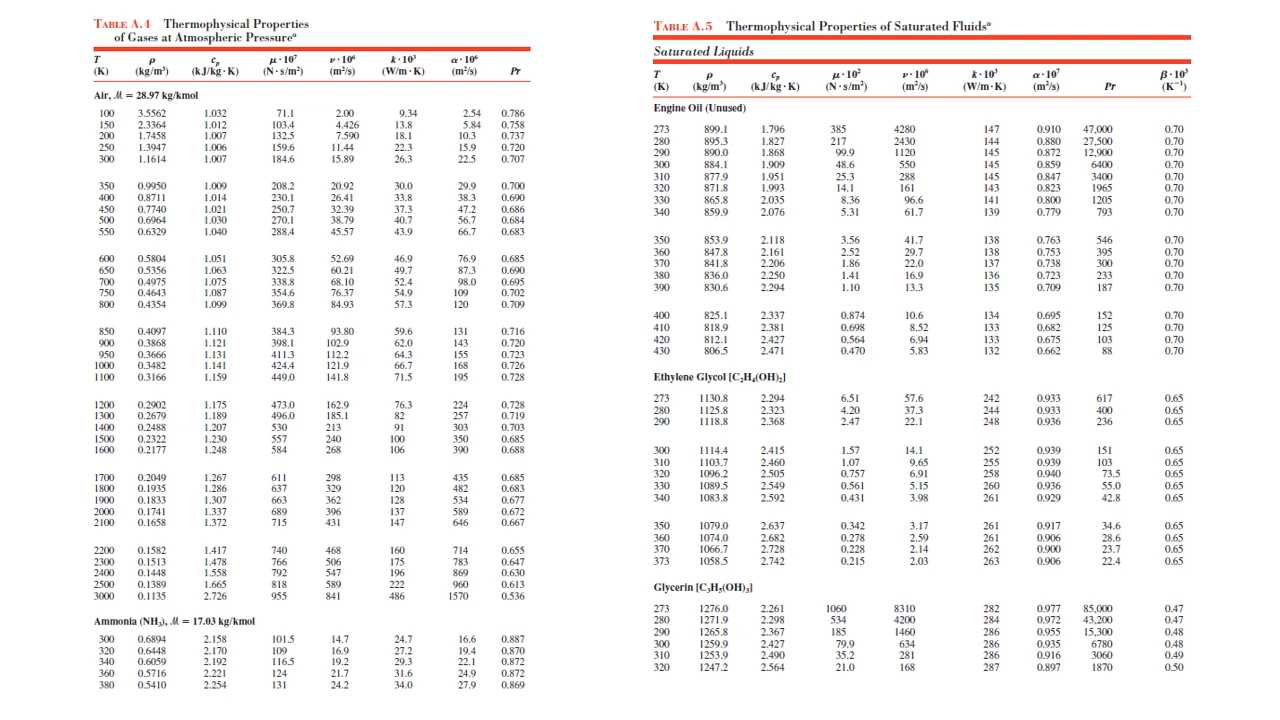 TABLE A.4 Thermophysical Properties
of Gases at Atmospheric Pressureᵃ
T ρ cₚ μ · 10⁷ ν · 10⁶ k · 10³ α · 10⁶
(K) (kg/m³) (kJ/kg · K) (N · s/m²) (m²/s) (W/m · K) (m²/s) Pr
Air, ℳ = 28.97 kg/kmol
100 3.5562 1.032 71.1 2.00 9.34 2.54 0.786
150 2.3364 1.012 103.4 4.426 13.8 5.84 0.758
200 1.7458 1.007 132.5 7.590 18.1 10.3 0.737
250 1.3947 1.006 159.6 11.44 22.3 15.9 0.720
300 1.1614 1.007 184.6 15.89 26.3 22.5 0.707
350 0.9950 1.009 208.2 20.92 30.0 29.9 0.700
400 0.8711 1.014 230.1 26.41 33.8 38.3 0.690
450 0.7740 1.021 250.7 32.39 37.3 47.2 0.686
500 0.6964 1.030 270.1 38.79 40.7 56.7 0.684
550 0.6329 1.040 288.4 45.57 43.9 66.7 0.683
600 0.5804 1.051 305.8 52.69 46.9 76.9 0.685
650 0.5356 1.063 322.5 60.21 49.7 87.3 0.690
700 0.4975 1.075 338.8 68.10 52.4 98.0 0.695
750 0.4643 1.087 354.6 76.37 54.9 109 0.702
800 0.4354 1.099 369.8 84.93 57.3 120 0.709
850 0.4097 1.110 384.3 93.80 59.6 131 0.716
900 0.3868 1.121 398.1 102.9 62.0 143 0.720
950 0.3666 1.131 411.3 112.2 64.3 155 0.723
1000 0.3482 1.141 424.4 121.9 66.7 168 0.726
1100 0.3166 1.159 449.0 141.8 71.5 195 0.728
1200 0.2902 1.175 473.0 162.9 76.3 224 0.728
1300 0.2679 1.189 496.0 185.1 82 257 0.719
1400 0.2488 1.207 530 213 91 303 0.703
1500 0.2322 1.230 557 240 100 350 0.685
1600 0.2177 1.248 584 268 106 390 0.688
1700 0.2049 1.267 611 298 113 435 0.685
1800 0.1935 1.286 637 329 120 482 0.683
1900 0.1833 1.307 663 362 128 534 0.677
2000 0.1741 1.337 689 396 137 589 0.672
2100 0.1658 1.372 715 431 147 646 0.667
2200 0.1582 1.417 740 468 160 714 0.655
2300 0.1513 1.478 766 506 175 783 0.647
2400 0.1448 1.558 792 547 196 869 0.630
2500 0.1389 1.665 818 589 222 960 0.613
3000 0.1135 2.726 955 841 486 1570 0.536
Ammonia (NH₃), ℳ = 17.03 kg/kmol
300 0.6894 2.158 101.5 14.7 24.7 16.6 0.887
320 0.6448 2.170 109 16.9 27.2 19.4 0.870
340 0.6059 2.192 116.5 19.2 29.3 22.1 0.872
360 0.5716 2.221 124 21.7 31.6 24.9 0.872
380 0.5410 2.254 131 24.2 34.0 27.9 0.869
TABLE A.5 Thermophysical Properties of Saturated Fluidsᵃ
Saturated Liquids
T ρ cₚ μ · 10² ν · 10⁶ k · 10³ α · 10⁷ β · 10³
(K) (kg/m³) (kJ/kg · K) (N · s/m²) (m²/s) (W/m · K) (m²/s) Pr (K⁻¹)
Engine Oil (Unused)
273 899.1 1.796 385 4280 147 0.910 47,000 0.70
280 895.3 1.827 217 2430 144 0.880 27,500 0.70
290 890.0 1.868 99.9 1120 145 0.872 12,900 0.70
300 884.1 1.909 48.6 550 145 0.859 6400 0.70
310 877.9 1.951 25.3 288 145 0.847 3400 0.70
320 871.8 1.993 14.1 161 143 0.823 1965 0.70
330 865.8 2.035 8.36 96.6 141 0.800 1205 0.70
340 859.9 2.076 5.31 61.7 139 0.779 793 0.70
350 853.9 2.118 3.56 41.7 138 0.763 546 0.70
360 847.8 2.161 2.52 29.7 138 0.753 395 0.70
370 841.8 2.206 1.86 22.0 137 0.738 300 0.70
380 836.0 2.250 1.41 16.9 136 0.723 233 0.70
390 830.6 2.294 1.10 13.3 135 0.709 187 0.70
400 825.1 2.337 0.874 10.6 134 0.695 152 0.70
410 818.9 2.381 0.698 8.52 133 0.682 125 0.70
420 812.1 2.427 0.564 6.94 133 0.675 103 0.70
430 806.5 2.471 0.470 5.83 132 0.662 88 0.70
Ethylene Glycol [C₂H₄(OH)₂]
273 1130.8 2.294 6.51 57.6 242 0.933 617 0.65
280 1125.8 2.323 4.20 37.3 244 0.933 400 0.65
290 1118.8 2.368 2.47 22.1 248 0.936 236 0.65
300 1114.4 2.415 1.57 14.1 252 0.939 151 0.65
310 1103.7 2.460 1.07 9.65 255 0.939 103 0.65
320 1096.2 2.505 0.757 6.91 258 0.940 73.5 0.65
330 1089.5 2.549 0.561 5.15 260 0.936 55.0 0.65
340 1083.8 2.592 0.431 3.98 261 0.929 42.8 0.65
350 1079.0 2.637 0.342 3.17 261 0.917 34.6 0.65
360 1074.0 2.682 0.278 2.59 261 0.906 28.6 0.65
370 1066.7 2.728 0.228 2.14 262 0.900 23.7 0.65
373 1058.5 2.742 0.215 2.03 263 0.906 22.4 0.65
Glycerin [C₃H₅(OH)₃]
273 1276.0 2.261 1060 8310 282 0.977 85,000 0.47
280 1271.9 2.298 534 4200 284 0.972 43,200 0.47
290 1265.8 2.367 185 1460 286 0.955 15,300 0.48
300 1259.9 2.427 79.9 634 286 0.935 6780 0.48
310 1253.9 2.490 35.2 281 286 0.916 3060 0.49
320 1247.2 2.564 21.0 168 287 0.897 1870 0.50